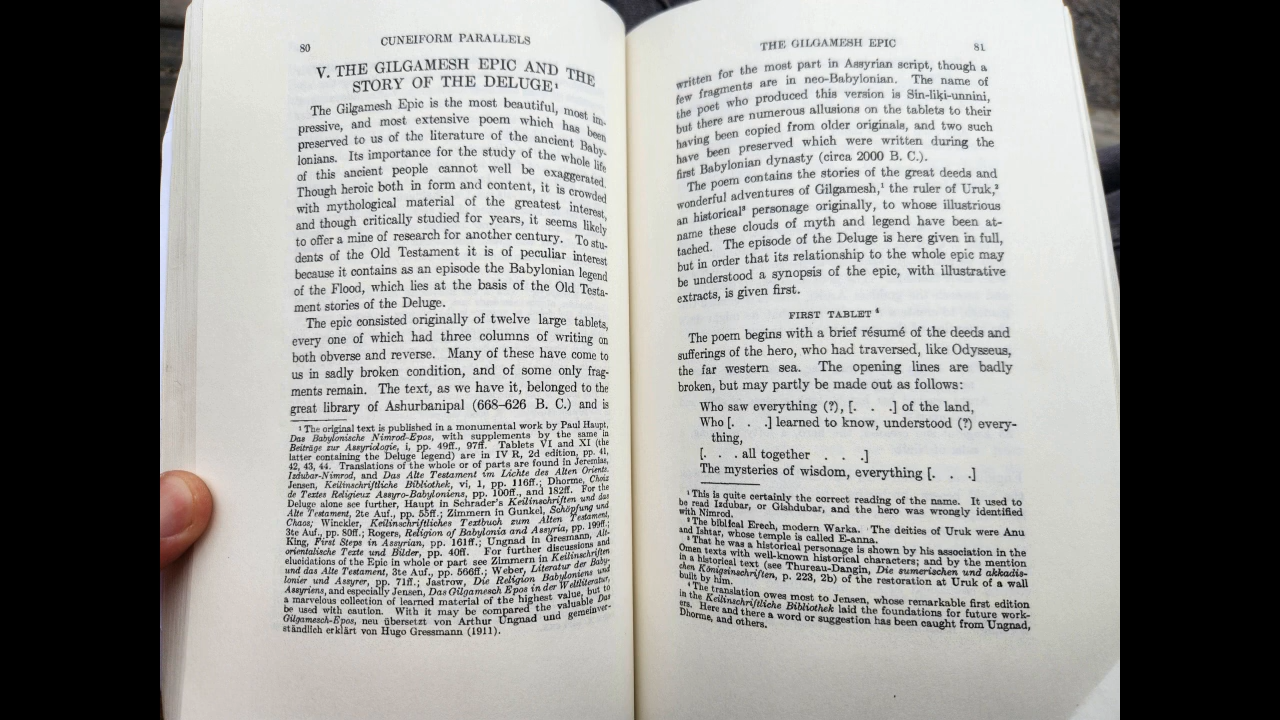 80
CUNEIFORM PARALLELS
V. THE GILGAMESH EPIC AND THE
STORY OF THE DELUGE¹
The Gilgamesh Epic is the most beautiful, most im-
pressive, and most extensive poem which has been
preserved to us of the literature of the ancient Baby-
lonians. Its importance for the study of the whole life
of this ancient people cannot well be exaggerated.
Though heroic both in form and content, it is crowded
with mythological material of the greatest interest,
and though critically studied for years, it seems likely
to offer a mine of research for another century. To stu-
dents of the Old Testament it is of peculiar interest
because it contains as an episode the Babylonian legend
of the Flood, which lies at the basis of the Old Testa-
ment stories of the Deluge.
The epic consisted originally of twelve large tablets,
every one of which had three columns of writing on
both obverse and reverse. Many of these have come to
us in sadly broken condition, and of some only frag-
ments remain. The text, as we have it, belonged to the
great library of Ashurbanipal (668–626 B. C.) and is
¹ The original text is published in a monumental work by Paul Haupt,
Das Babylonische Nimrod-Epos, with supplements by the same in
Beiträge zur Assyriologie, i, pp. 49ff., 97ff. Tablets VI and XI (the
latter containing the Deluge legend) are in IV R, 2d edition, pp. 41,
42, 43, 44. Translations of the whole or of parts are found in Jeremias,
Izdubar-Nimrod, and Das Alte Testament im Lichte des Alten Orients.
Jensen, Keilinschriftliche Bibliothek, vi, 1, pp. 116ff.; Dhorme, Choix
de Textes Religieux Assyro-Babyloniens, pp. 100ff., and 182ff. For the
Deluge alone see further, Haupt in Schrader's Keilinschriften und das
Alte Testament, 2te Auf., pp. 55ff.; Zimmern in Gunkel, Schöpfung und
Chaos; Winckler, Keilinschriftliches Textbuch zum Alten Testament,
3te Auf., pp. 80ff.; Rogers, Religion of Babylonia and Assyria, pp. 199ff.;
King, First Steps in Assyrian, pp. 161ff.; Ungnad in Gresmann, Alt-
orientalische Texte und Bilder, pp. 40ff. For further discussions and
elucidations of the Epic in whole or part see Zimmern in Keilinschriften
und das Alte Testament, 3te Auf., pp. 566ff.; Weber, Literatur der Baby-
lonier und Assyrer, pp. 71ff.; Jastrow, Die Religion Babyloniens und
Assyriens, and especially Jensen, Das Gilgamesch Epos in der Weltliteratur,
a marvelous collection of learned material of the highest value, but to
be used with caution. With it may be compared the valuable Das
Gilgamesch-Epos, neu übersetzt von Arthur Ungnad und gemeinver-
ständlich erklärt von Hugo Gressmann (1911).
THE GILGAMESH EPIC
81
written for the most part in Assyrian script, though a
few fragments are in neo-Babylonian. The name of
the poet who produced this version is Sin-liḳi-unnini,
but there are numerous allusions on the tablets to their
having been copied from older originals, and two such
have been preserved which were written during the
first Babylonian dynasty (circa 2000 B. C.).
The poem contains the stories of the great deeds and
wonderful adventures of Gilgamesh,¹ the ruler of Uruk,²
an historical³ personage originally, to whose illustrious
name these clouds of myth and legend have been at-
tached. The episode of the Deluge is here given in full,
but in order that its relationship to the whole epic may
be understood a synopsis of the epic, with illustrative
extracts, is given first.
FIRST TABLET ⁴
The poem begins with a brief résumé of the deeds and
sufferings of the hero, who had traversed, like Odysseus,
the far western sea. The opening lines are badly
broken, but may partly be made out as follows:
Who saw everything (?), [. . .] of the land,
Who [. . .] learned to know, understood (?) every-
thing,
[. . . all together . . .]
The mysteries of wisdom, everything [. . .]
¹ This is quite certainly the correct reading of the name. It used to
be read Izdubar, or Gishdubar, and the hero was wrongly identified
with Nimrod.
² The biblical Erech, modern Warka. The deities of Uruk were Anu
and Ishtar, whose temple is called E-anna.
³ That he was a historical personage is shown by his association in the
Omen texts with well-known historical characters; and by the mention
in a historical text (see Thureau-Dangin, Die sumerischen und akkadis-
chen Königsinschriften, p. 223, 2b) of the restoration at Uruk of a wall
built by him.
⁴ The translation owes most to Jensen, whose remarkable first edition
in the Keilinschriftliche Bibliothek laid the foundations for future work-
ers. Here and there a word or suggestion has been caught from Ungnad,
Dhorme, and others.